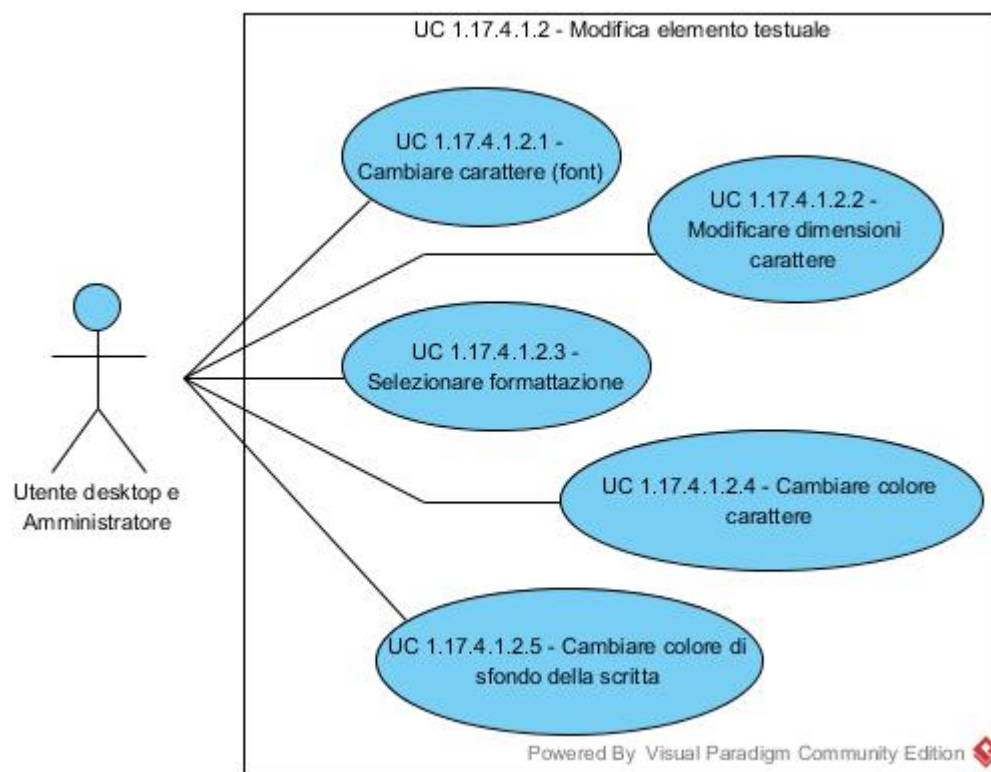 UC 1.17.4.1.2 - Modifica elemento testuale
UC 1.17.4.1.2.1 -
Cambiare carattere (font)
UC 1.17.4.1.2.2 -
Modificare dimensioni
carattere
UC 1.17.4.1.2.3 -
Selezionare formattazione
Utente desktop e
Amministratore
UC 1.17.4.1.2.4 - Cambiare colore
carattere
UC 1.17.4.1.2.5 - Cambiare colore di
sfondo della scritta
Powered By Visual Paradigm Community Edition